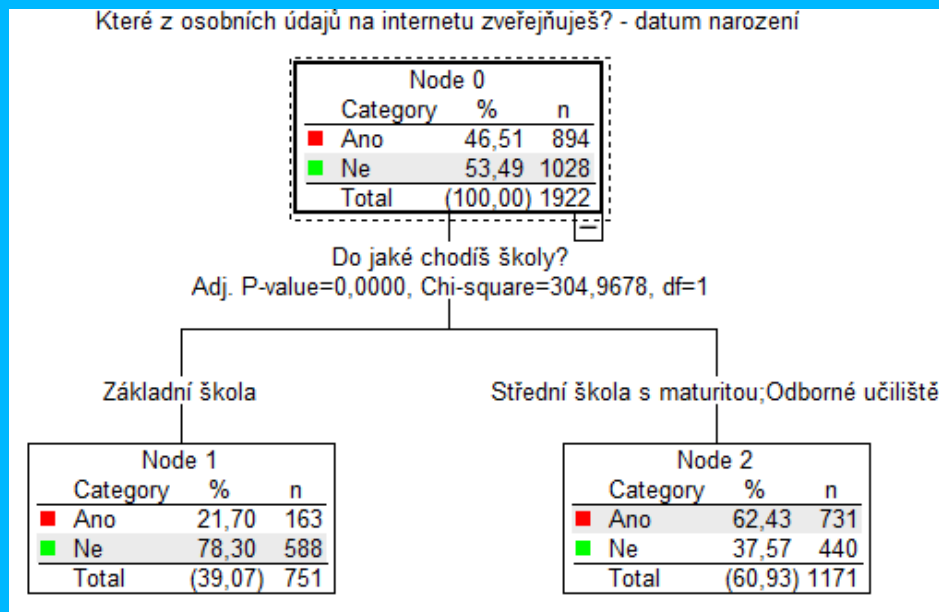 Které z osobních údajů na internetu zveřejňuješ? - datum narození
Node 0
Category % n
Ano 46,51 894
Ne 53,49 1028
Total (100,00) 1922
Do jaké chodíš školy?
Adj. P-value=0,0000, Chi-square=304,9678, df=1
Základní škola
Střední škola s maturitou;Odborné učiliště
Node 1
Category % n
Ano 21,70 163
Ne 78,30 588
Total (39,07) 751
Node 2
Category % n
Ano 62,43 731
Ne 37,57 440
Total (60,93) 1171